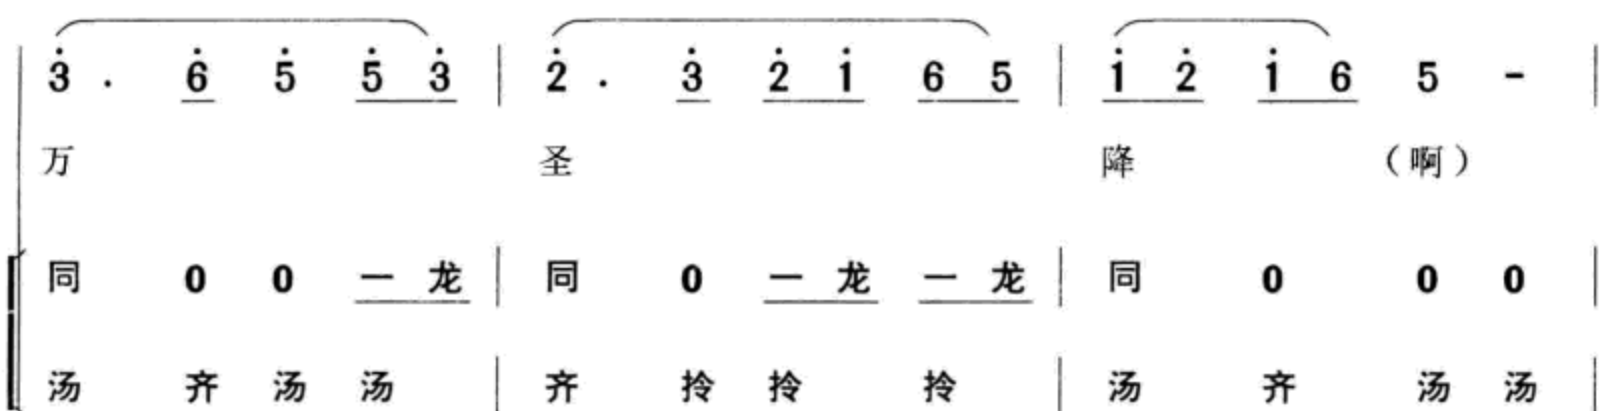 3̇ . 6̇ 5̇ 5̇ 3̇ | 2̇ . 3̇ 2̇ 1̇ 6 5 | 1̇ 2̇ 1̇ 6 5 - |
万 圣 降 （啊）
同 0 0 一 龙 | 同 0 一 龙 一 龙 | 同 0 0 0 |
汤 齐 汤 汤 | 齐 拎 拎 拎 | 汤 齐 汤 汤 |